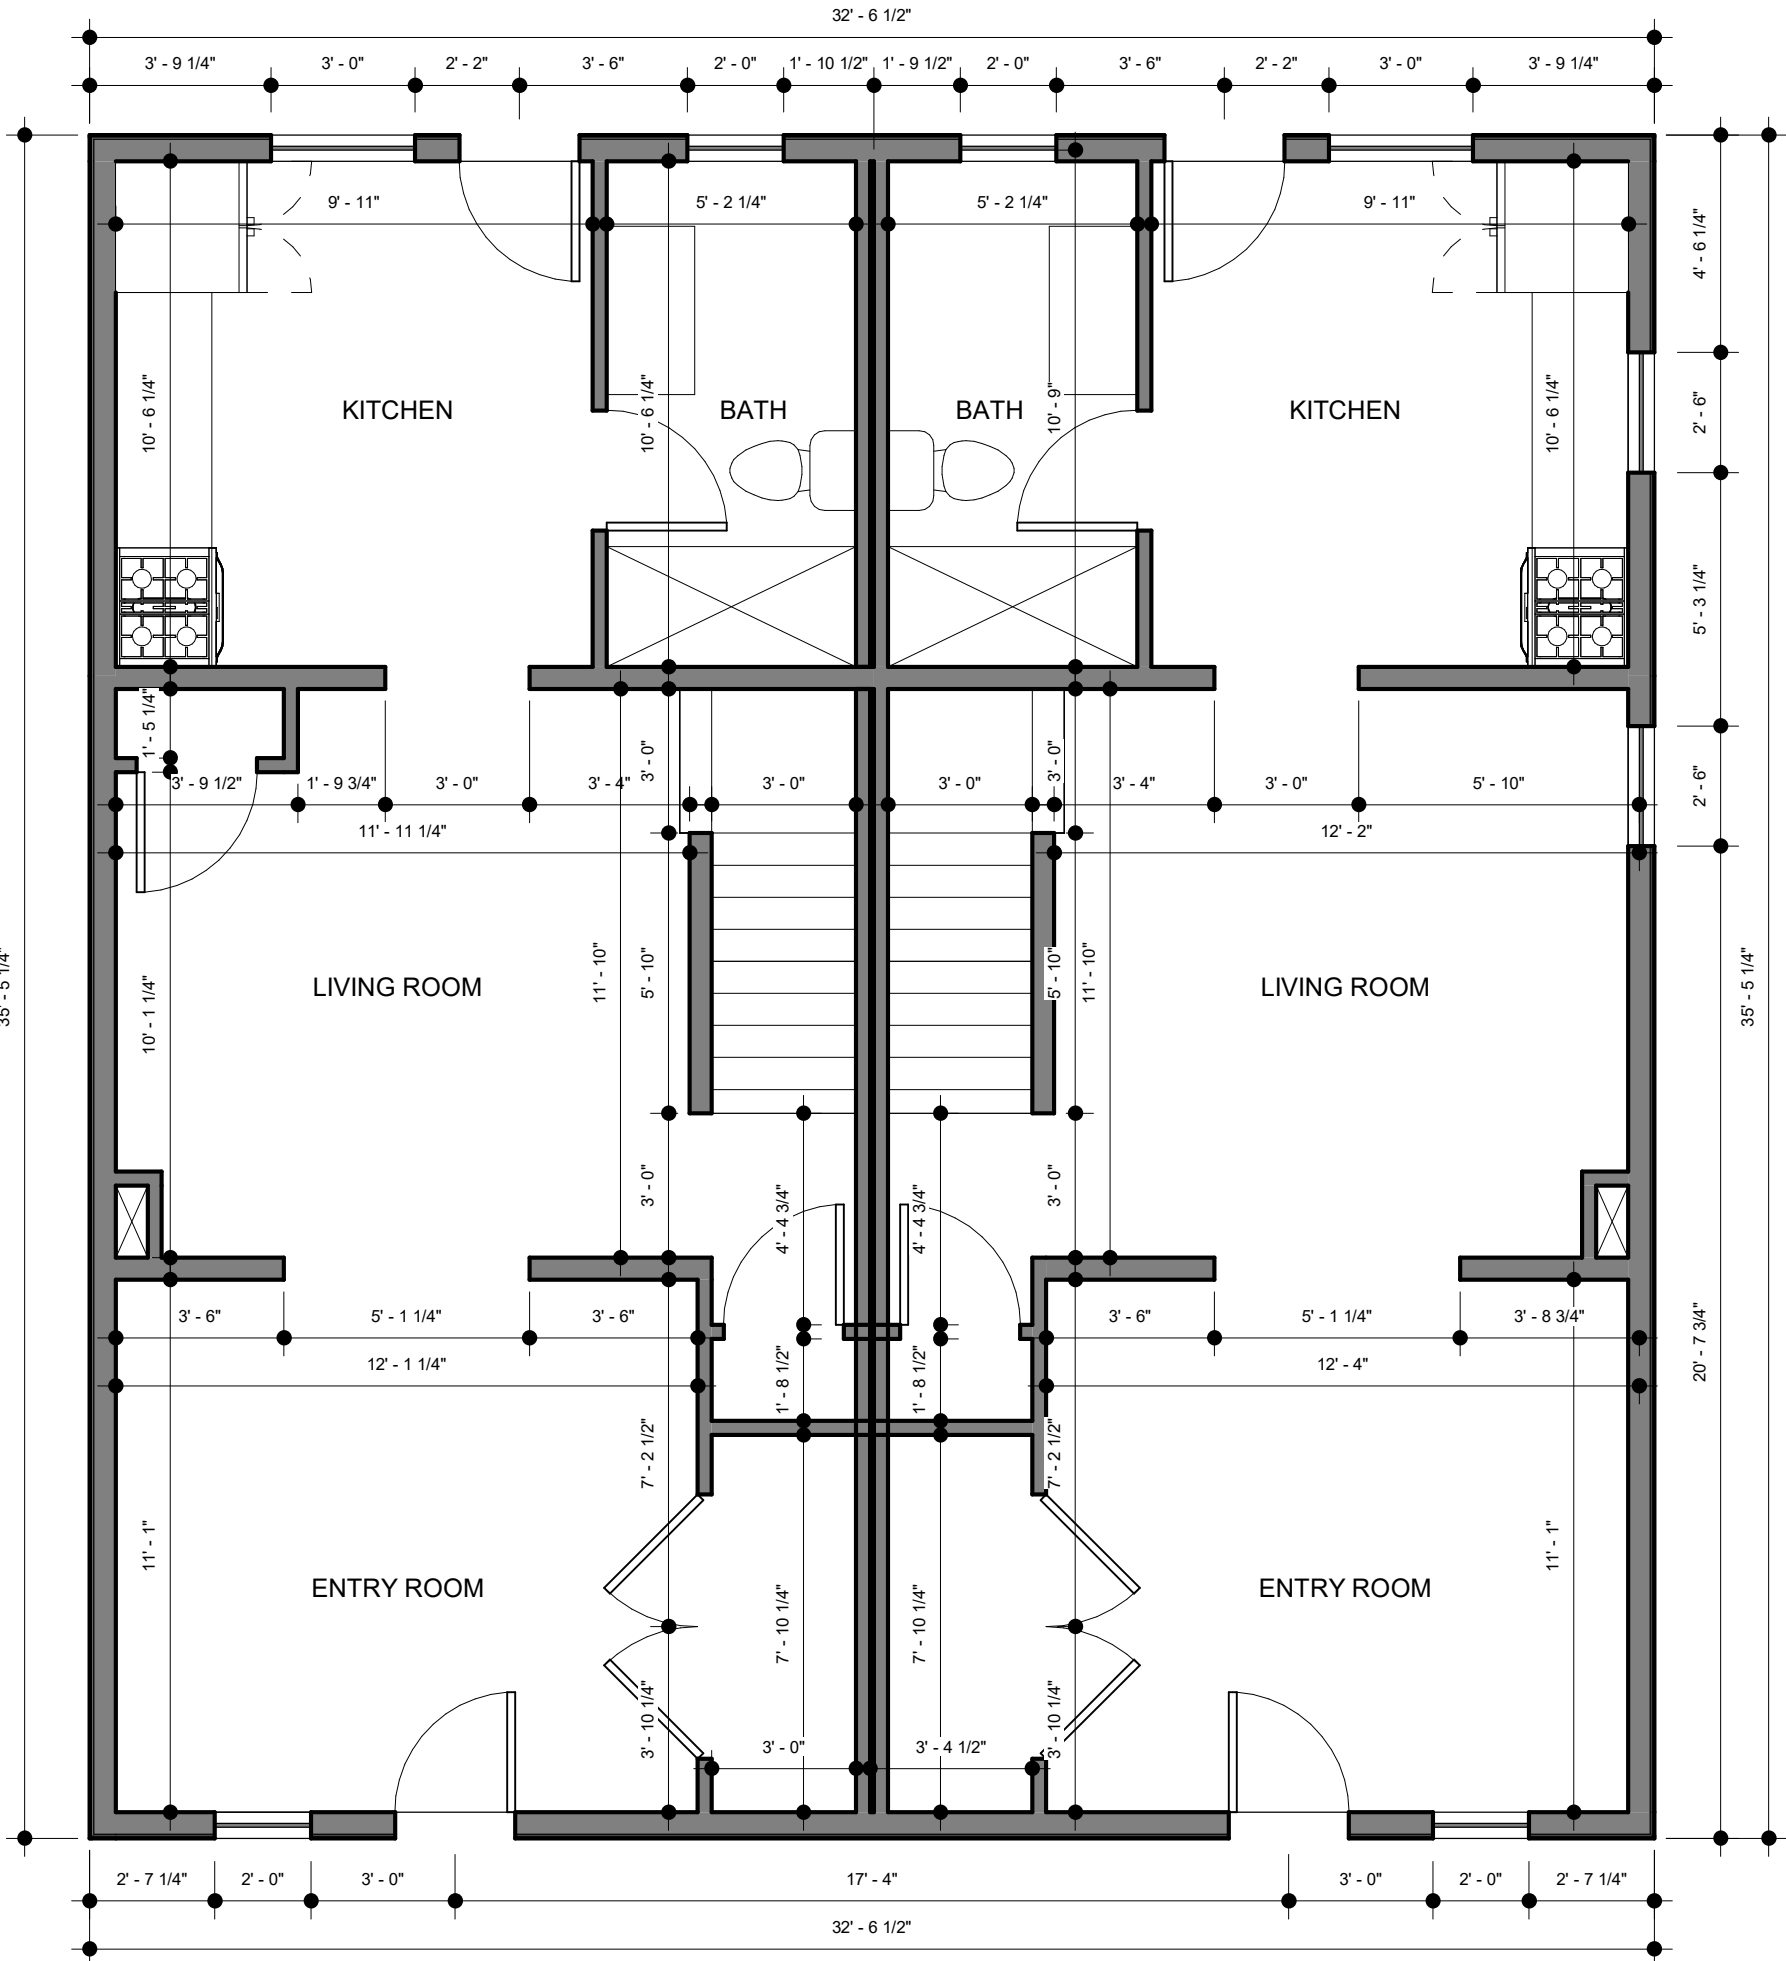 32' - 6 1/2"
3' - 9 1/4"
3' - 0"
2' - 2"
3' - 6"
2' - 0"
1' - 10 1/2"
1' - 9 1/2"
2' - 0"
3' - 6"
2' - 2"
3' - 0"
3' - 9 1/4"
9' - 11"
5' - 2 1/4"
5' - 2 1/4"
9' - 11"
4' - 6 1/4"
10' - 6 1/4"
KITCHEN
10' - 6 1/4"
BATH
BATH
10' - 9"
KITCHEN
10' - 6 1/4"
2' - 6"
5' - 3 1/4"
1' - 5 1/4"
3' - 0"
3' - 0"
3' - 9 1/2"
1' - 9 3/4"
3' - 0"
3' - 4"
3' - 0"
3' - 0"
3' - 4"
3' - 0"
5' - 10"
2' - 6"
11' - 11 1/4"
12' - 2"
35' - 5 1/4"
10' - 1 1/4"
LIVING ROOM
11' - 10"
5' - 10"
5' - 10"
11' - 10"
LIVING ROOM
35' - 5 1/4"
3' - 0"
4' - 4 3/4"
4' - 4 3/4"
3' - 0"
3' - 6"
5' - 1 1/4"
3' - 6"
3' - 6"
5' - 1 1/4"
3' - 8 3/4"
20' - 7 3/4"
12' - 1 1/4"
1' - 8 1/2"
1' - 8 1/2"
12' - 4"
7' - 2 1/2"
7' - 2 1/2"
11' - 1"
ENTRY ROOM
7' - 10 1/4"
7' - 10 1/4"
ENTRY ROOM
11' - 1"
3' - 10 1/4"
3' - 0"
3' - 4 1/2"
3' - 10 1/4"
2' - 7 1/4"
2' - 0"
3' - 0"
17' - 4"
3' - 0"
2' - 0"
2' - 7 1/4"
32' - 6 1/2"